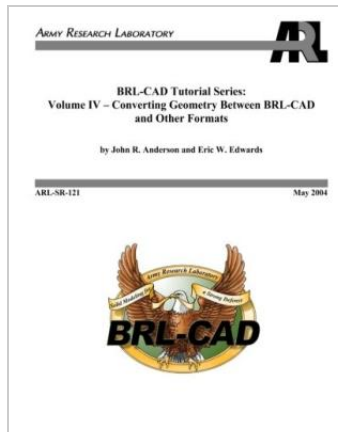 ARMY RESEARCH LABORATORY
ARL
BRL-CAD Tutorial Series:
Volume IV – Converting Geometry Between BRL-CAD
and Other Formats
by John R. Anderson and Eric W. Edwards
ARL-SR-121 May 2004
Army Research Laboratory
Solid Modeling for a Strong Defense
BRL-CAD